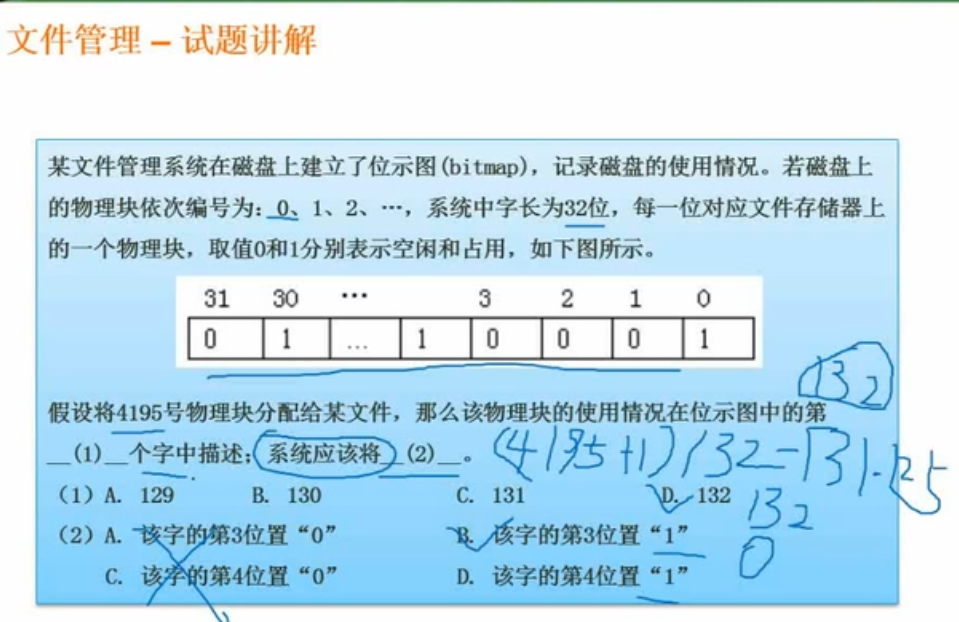 文件管理 – 试题讲解
某文件管理系统在磁盘上建立了位示图(bitmap)，记录磁盘的使用情况。若磁盘上
的物理块依次编号为：0、1、2、…，系统中字长为32位，每一位对应文件存储器上
的一个物理块，取值0和1分别表示空闲和占用，如下图所示。
31 30 … 3 2 1 0
0 1 … 1 0 0 0 1
132
假设将4195号物理块分配给某文件，那么该物理块的使用情况在位示图中的第
__(1)__个字中描述；系统应该将__(2)__。
(4195+1)/32=131.125
（1）A. 129 B. 130 C. 131 D. 132
132
（2）A. 该字的第3位置“0” B. 该字的第3位置“1”
0
C. 该字的第4位置“0” D. 该字的第4位置“1”